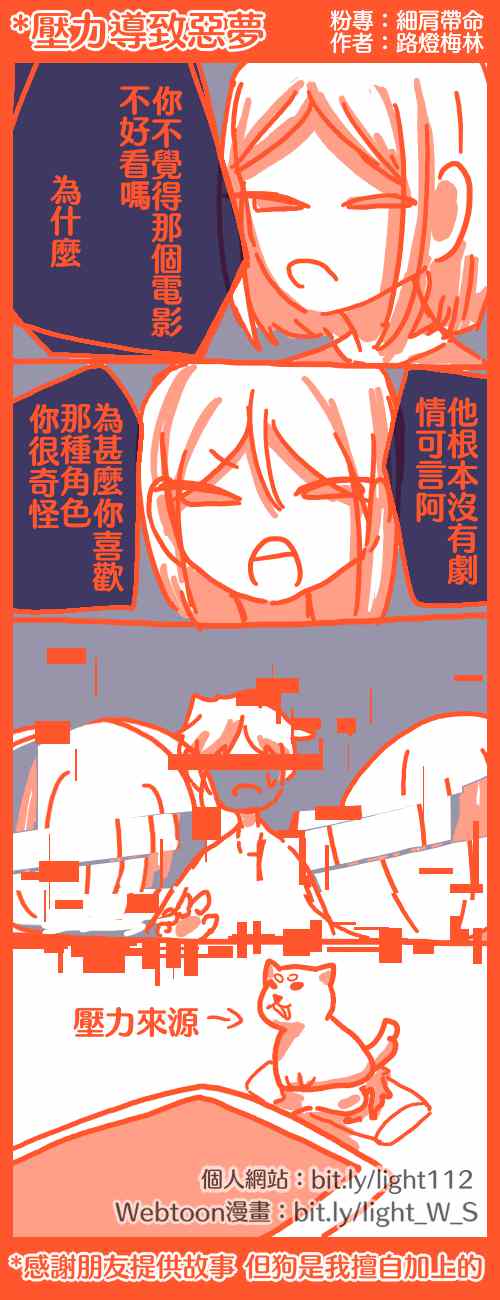 *壓力導致惡夢
粉專：細肩帶命
作者：路燈梅林
你不覺得那個電影
不好看嗎
為什麼
他根本沒有劇
情可言阿
為甚麼你喜歡
那種角色
你很奇怪
壓力來源
個人網站：bit.ly/light112
Webtoon漫畫：bit.ly/light_W_S
*感謝朋友提供故事 但狗是我擅自加上的